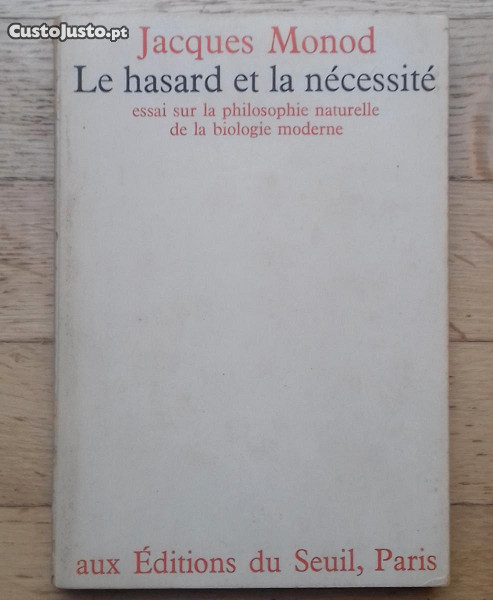 CustoJusto.pt
Jacques Monod
Le hasard et la nécessité
essai sur la philosophie naturelle
de la biologie moderne
aux Éditions du Seuil, Paris